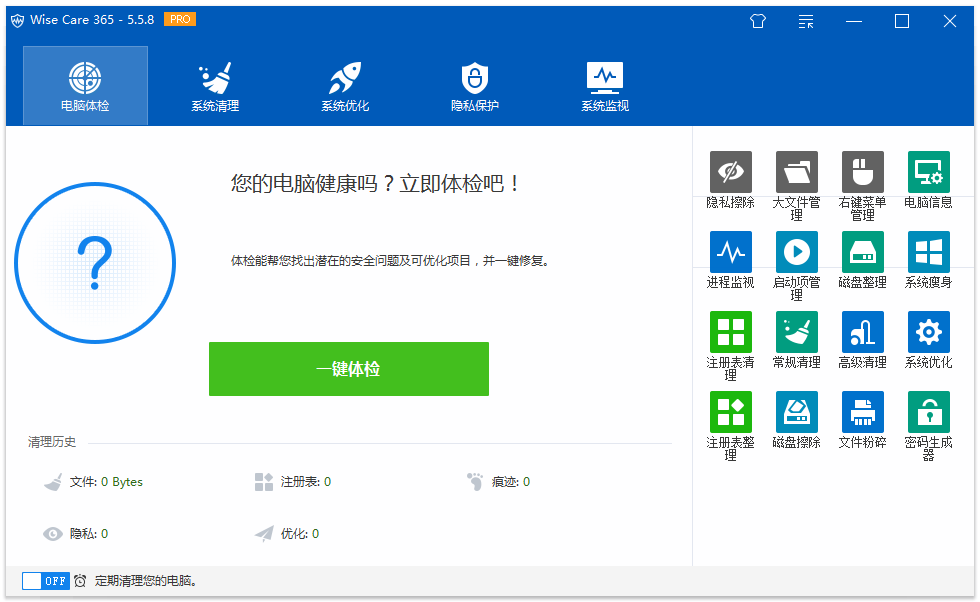 Wise Care 365 - 5.5.8 PRO
电脑体检
系统清理
系统优化
隐私保护
系统监视
您的电脑健康吗？立即体检吧！
体检能帮您找出潜在的安全问题及可优化项目，并一键修复。
一键体检
清理历史
文件: 0 Bytes
注册表: 0
痕迹: 0
隐私: 0
优化: 0
隐私擦除
大文件管
理
右键菜单
管理
电脑信息
进程监视
启动项管
理
磁盘整理
系统瘦身
注册表清
理
常规清理
高级清理
系统优化
注册表整
理
磁盘擦除
文件粉碎
密码生成
器
OFF
定期清理您的电脑。